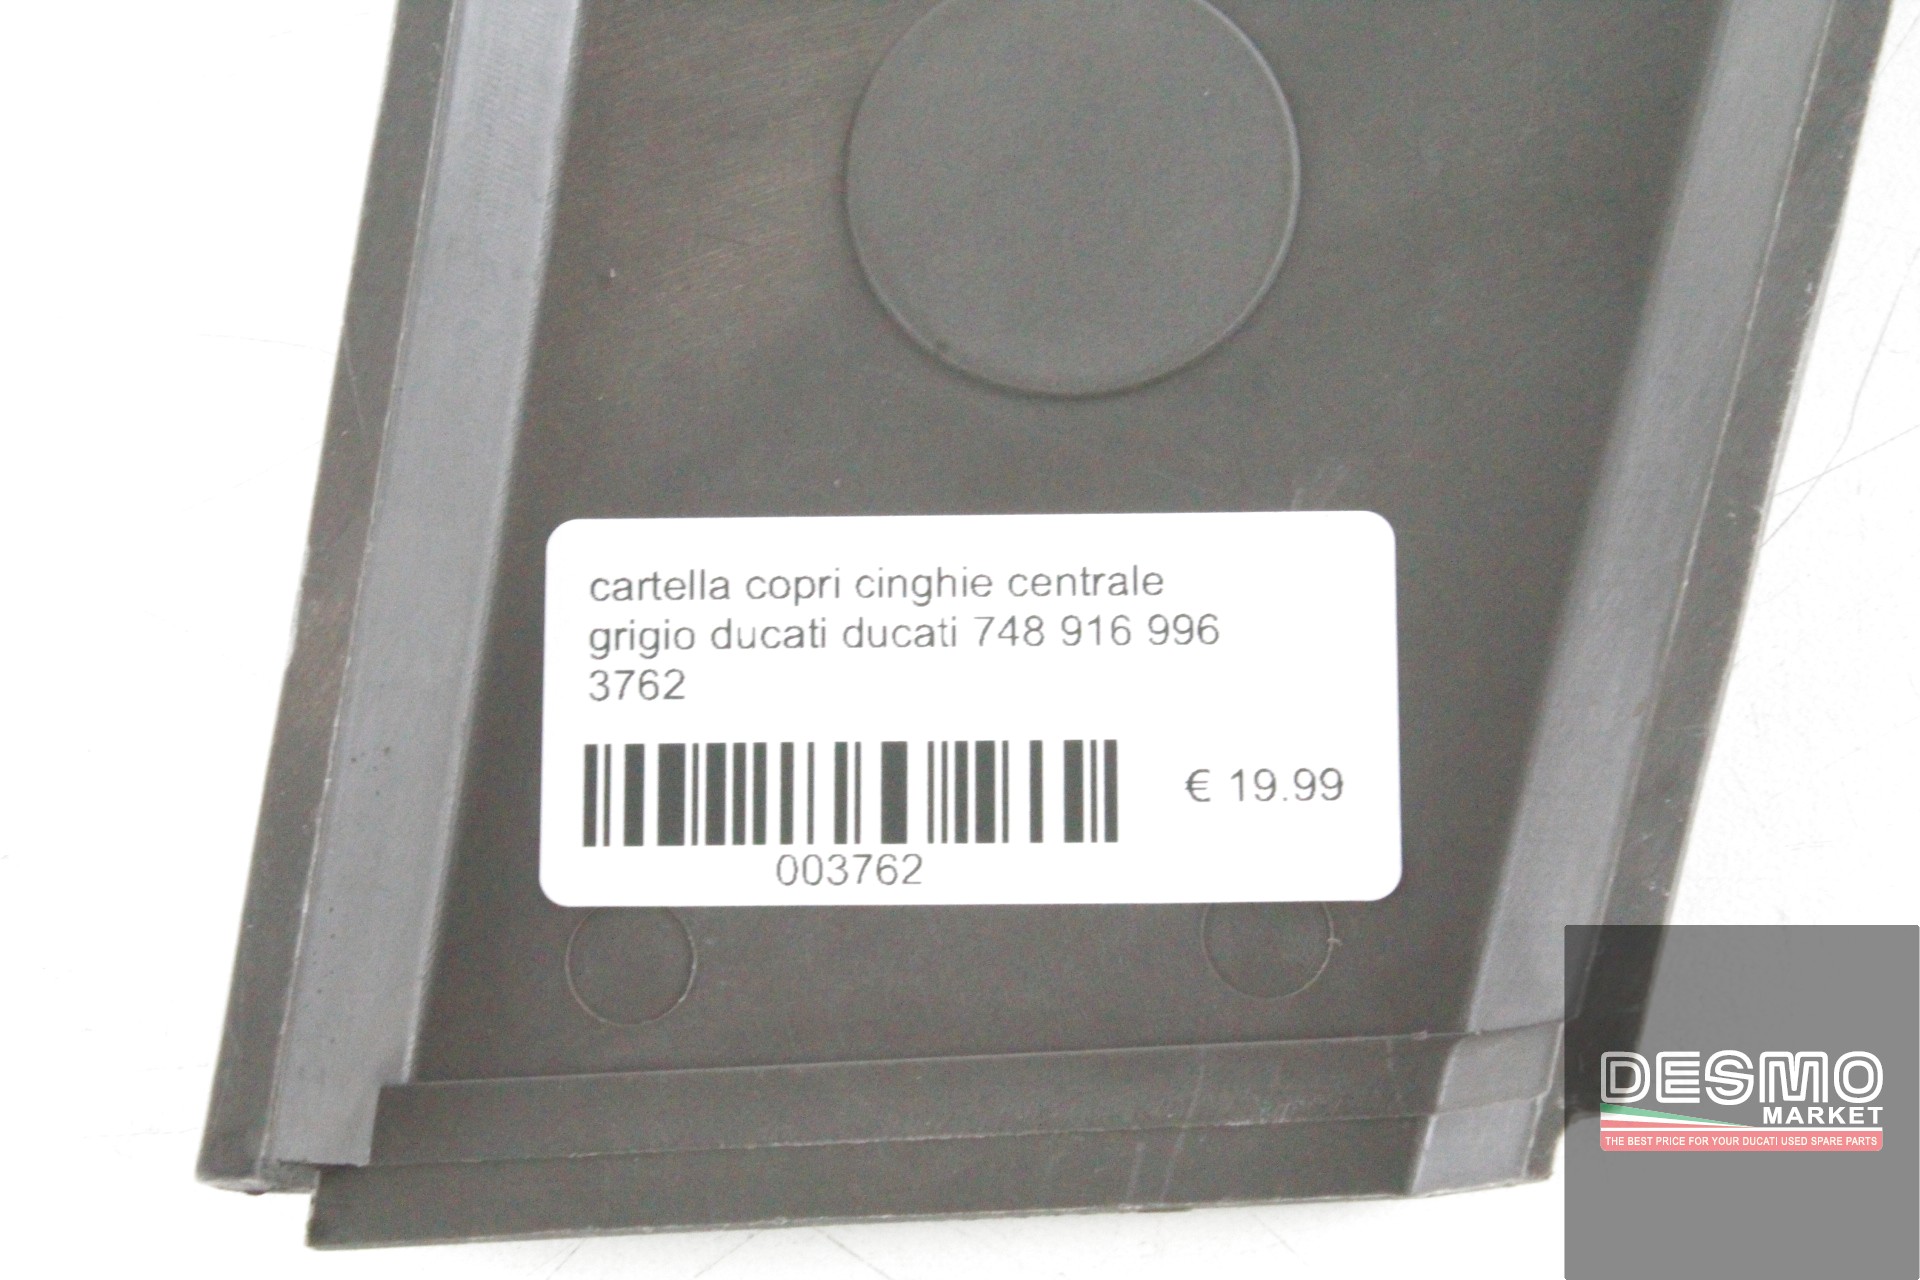 cartella copri cinghie centrale
grigio ducati ducati 748 916 996
3762
€ 19.99
003762
DESMO
MARKET
THE BEST PRICE FOR YOUR DUCATI USED SPARE PARTS